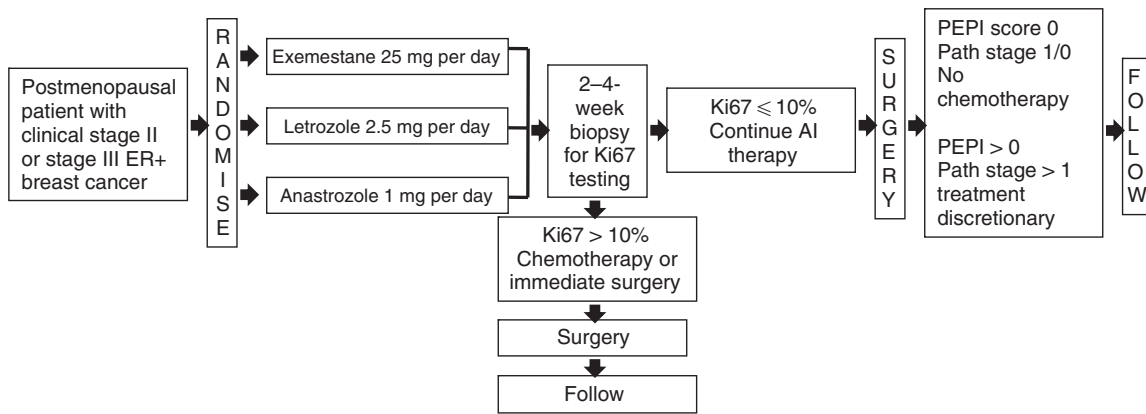 Postmenopausal
patient with
clinical stage II
or stage III ER+
breast cancer
RANDOMISE
Exemestane 25 mg per day
Letrozole 2.5 mg per day
Anastrozole 1 mg per day
2–4-
week
biopsy
for Ki67
testing
Ki67 ⩽ 10%
Continue AI
therapy
SURGERY
PEPI score 0
Path stage 1/0
No
chemotherapy
PEPI > 0
Path stage > 1
treatment
discretionary
FOLLOW
Ki67 > 10%
Chemotherapy or
immediate surgery
Surgery
Follow